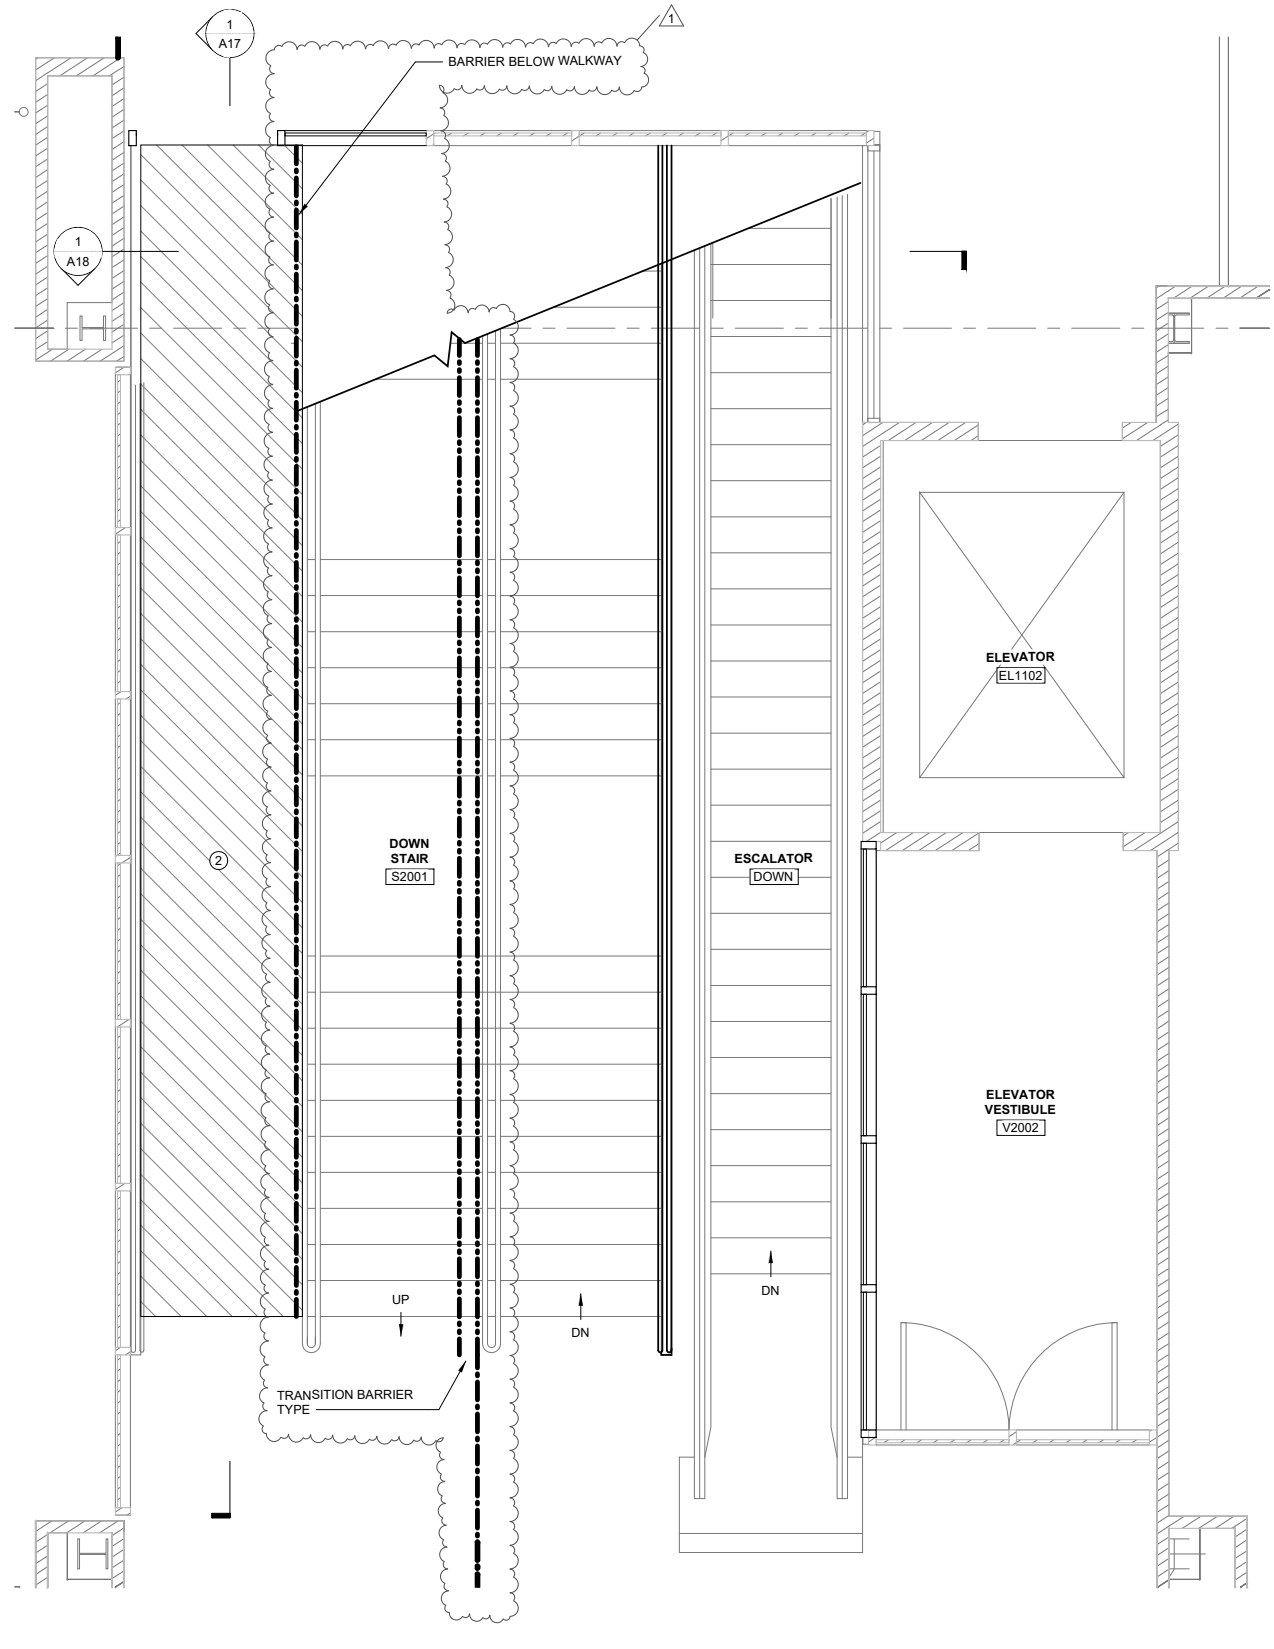 1
1
A17
BARRIER BELOW WALKWAY
1
A18
ELEVATOR
EL1102
DOWN
STAIR
S2001
2
ESCALATOR
DOWN
ELEVATOR
VESTIBULE
V2002
UP
DN
DN
TRANSITION BARRIER
TYPE